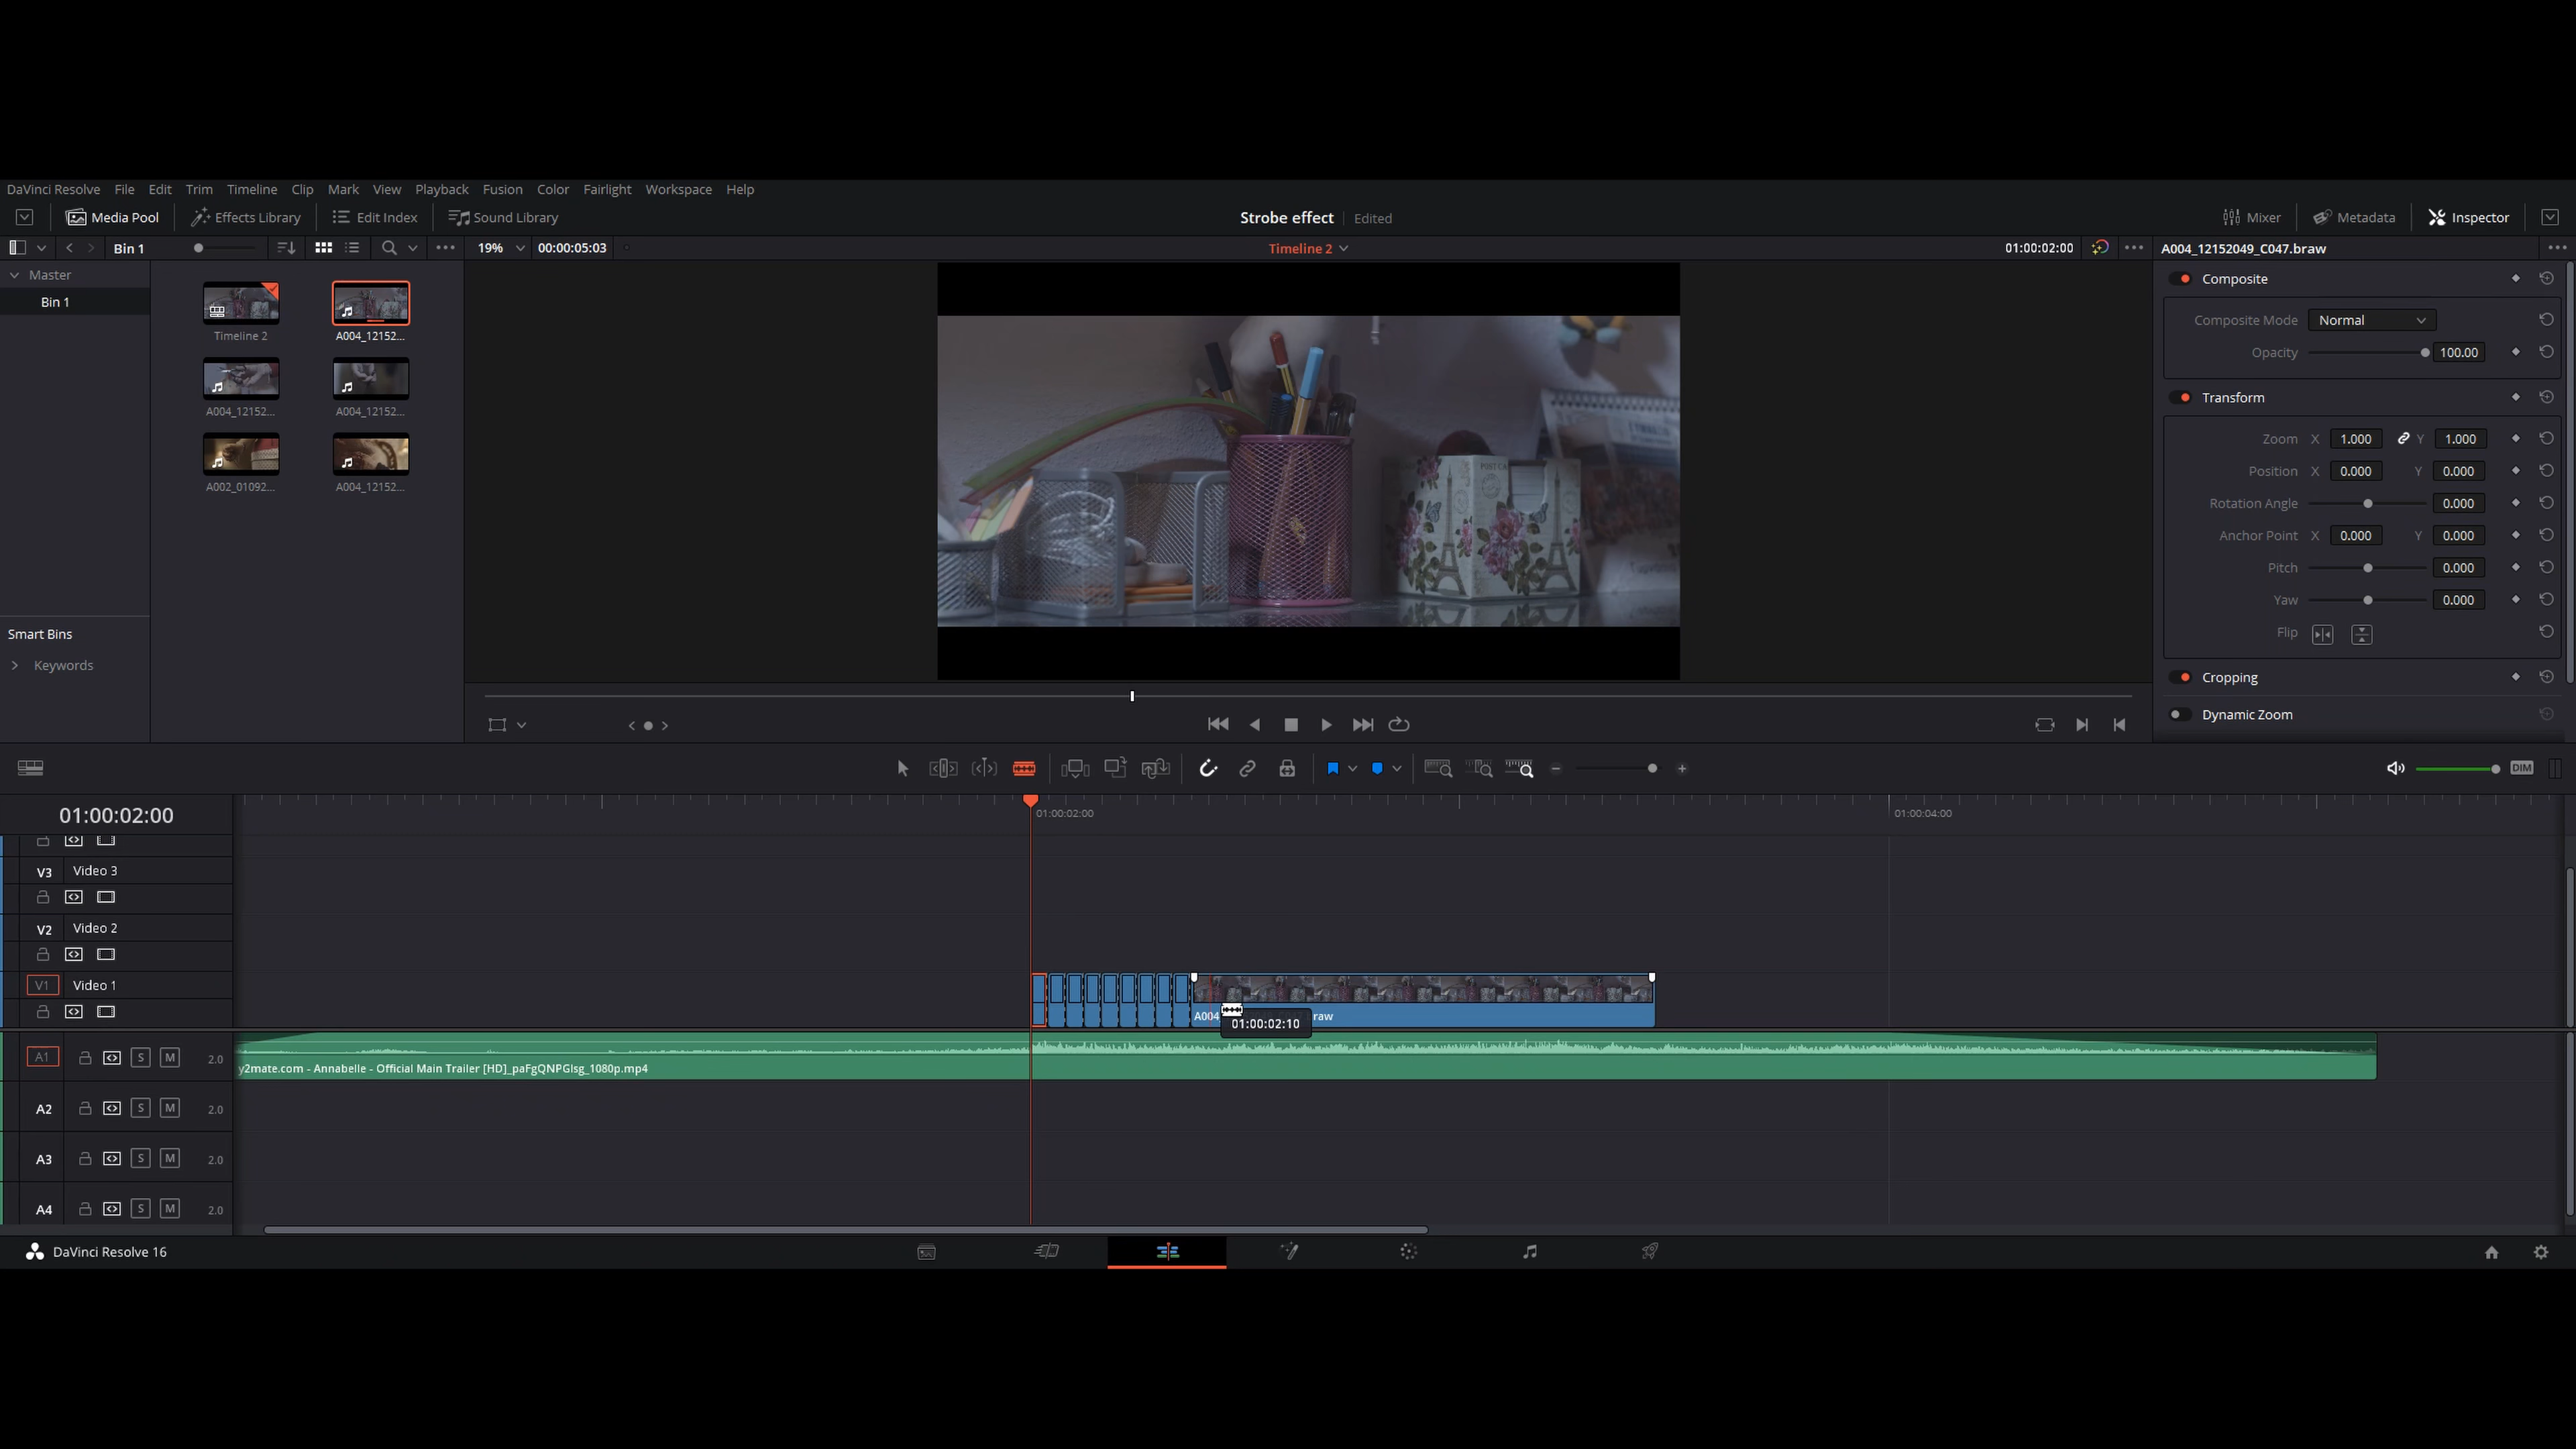 DaVinci Resolve File Edit Trim Timeline Clip Mark View Playback Fusion Color Fairlight Workspace Help
Media Pool Effects Library Edit Index Sound Library Strobe effect Edited Mixer Metadata Inspector
Bin 1 19% 00:00:05:03 Timeline 2 01:00:02:00 A004_12152049_C047.braw
Master
Bin 1
Timeline 2 A004_12152...
A004_12152... A004_12152...
A002_01092... A004_12152...
Smart Bins
Keywords
POST CA
Composite
Composite Mode Normal
Opacity 100.00
Transform
Zoom X 1.000 Y 1.000
Position X 0.000 Y 0.000
Rotation Angle 0.000
Anchor Point X 0.000 Y 0.000
Pitch 0.000
Yaw 0.000
Flip
Cropping
Dynamic Zoom
DIM
01:00:02:00 01:00:02:00 01:00:04:00
V3 Video 3
V2 Video 2
V1 Video 1
A004 raw
01:00:02:10
A1 S M 2.0
y2mate.com - Annabelle - Official Main Trailer [HD]_paFgQNPGlsg_1080p.mp4
A2 S M 2.0
A3 S M 2.0
A4 S M 2.0
DaVinci Resolve 16